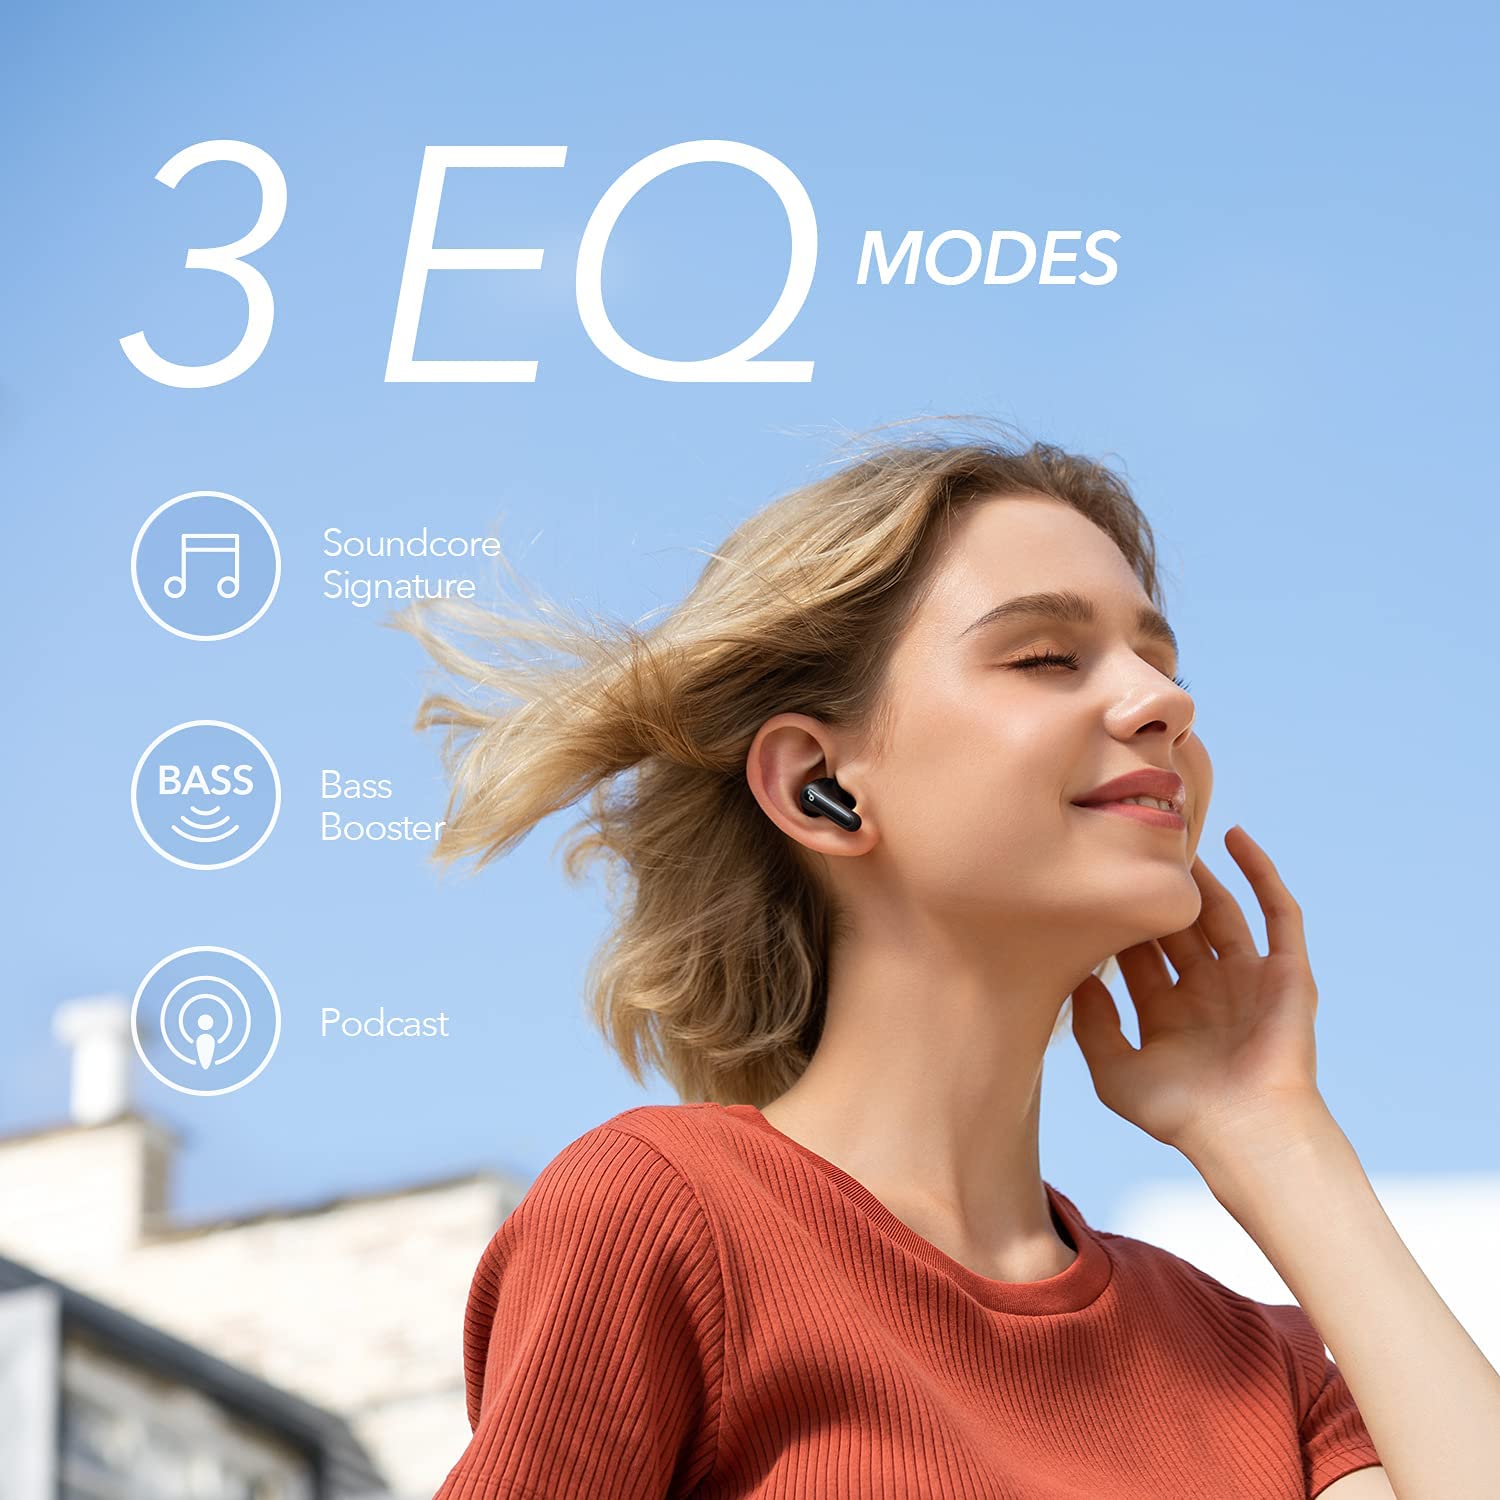 3 EQ MODES
Soundcore
Signature
BASS
Bass
Booster
Podcast